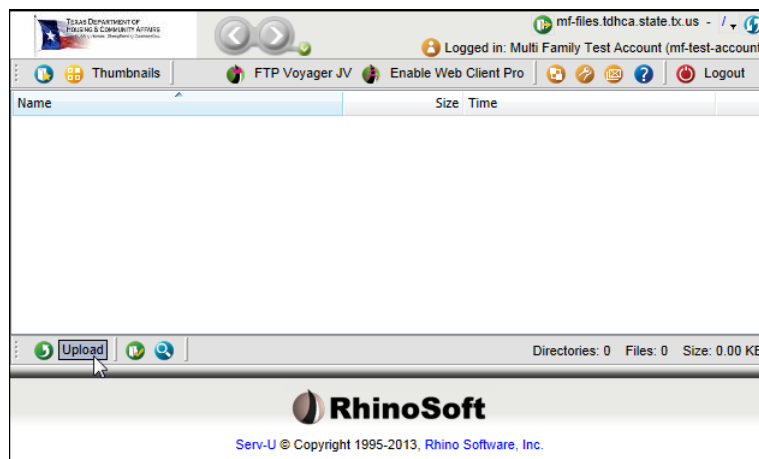 TEXAS DEPARTMENT OF
HOUSING & COMMUNITY AFFAIRS
mf-files.tdhca.state.tx.us - /
Logged in: Multi Family Test Account (mf-test-account
Thumbnails
FTP Voyager JV
Enable Web Client Pro
Logout
Name
Size
Time
Upload
Directories: 0 Files: 0 Size: 0.00 KB
RhinoSoft
Serv-U © Copyright 1995-2013, Rhino Software, Inc.